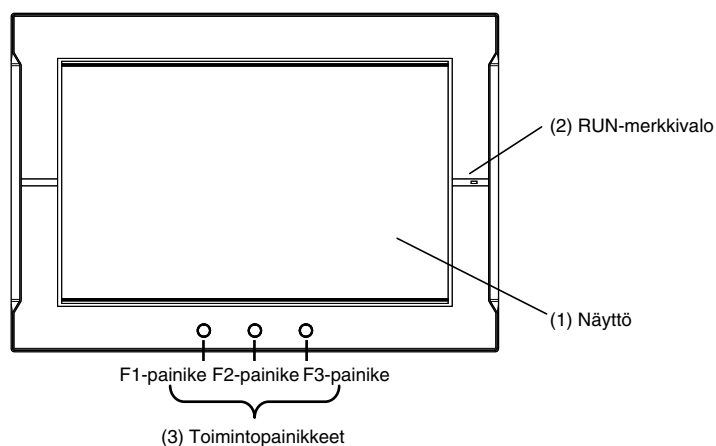 (2) RUN-merkkivalo
(1) Näyttö
F1-painike F2-painike F3-painike
(3) Toimintopainikkeet